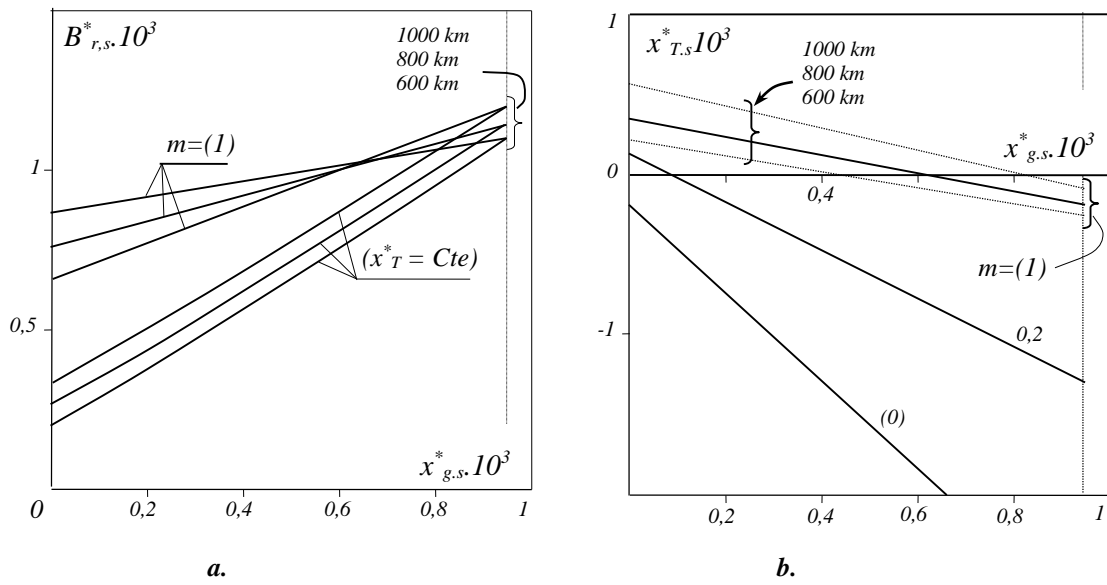 B*r,s.10³
1000 km
800 km
600 km
m=(1)
1
(x*T = Cte)
0,5
x*g.s.10³
0
0,2
0,4
0,6
0,8
1
a.
1
x*T.s10³
1000 km
800 km
600 km
x*g.s.10³
0
0,4
m=(1)
-1
0,2
(0)
0,2
0,4
0,6
0,8
1
b.